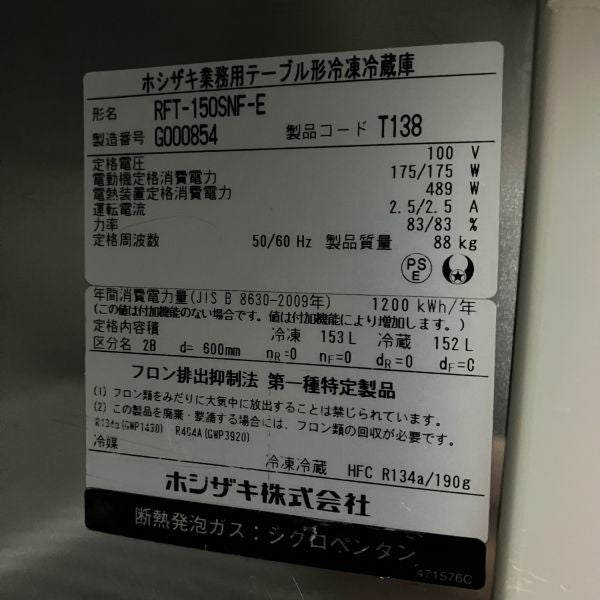 ホシザキ業務用テーブル形冷凍冷蔵庫
形名 RFT-150SNF-E
製造番号 G000854 製品コード T138
定格電圧 100 V
電動機定格消費電力 175/175 W
電熱装置定格消費電力 489 W
運転電流 2.5/2.5 A
力率 83/83 %
定格周波数 50/60 Hz 製品質量 88 kg
PS
E
年間消費電力量(JIS B 8630-2009年) 1200 kWh/年
(この値は付加機能のない場合です。値は付加機能により増加します。)
定格内容積 冷凍 153 L 冷蔵 152 L
区分名 2B d= 600mm nR=0 nF=0 dR=0 dF=C
フロン排出抑制法 第一種特定製品
(1) フロン類をみだりに大気中に放出することは禁じられています。
(2) この製品を廃棄・整備する場合には、フロン類の回収が必要です。
R134a(GWP1430) R404A(GWP3920)
冷媒
冷凍冷蔵 HFC R134a/190g
ホシザキ株式会社
断熱発泡ガス:シクロペンタン
471576C